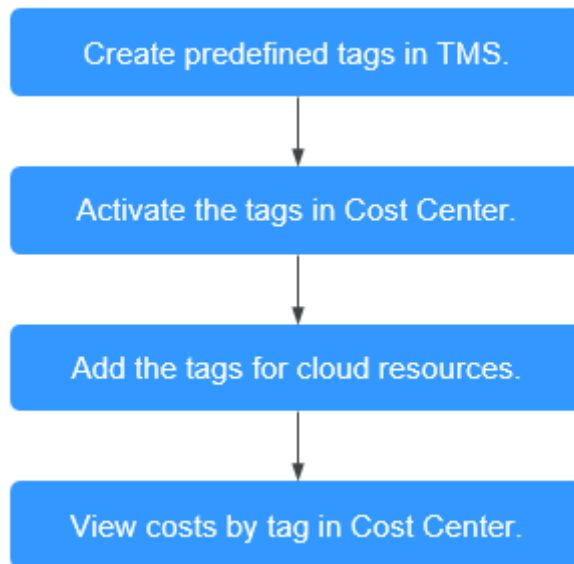 Create predefined tags in TMS.
Activate the tags in Cost Center.
Add the tags for cloud resources.
View costs by tag in Cost Center.